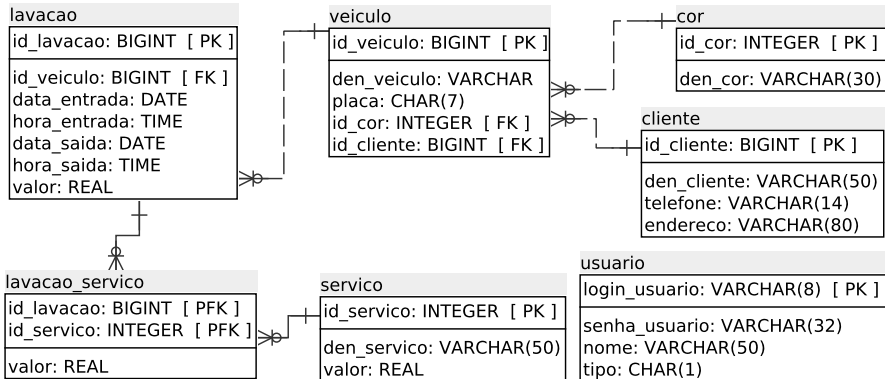 lavacao
id_lavacao: BIGINT [ PK ]
id_veiculo: BIGINT [ FK ]
data_entrada: DATE
hora_entrada: TIME
data_saida: DATE
hora_saida: TIME
valor: REAL
veiculo
id_veiculo: BIGINT [ PK ]
den_veiculo: VARCHAR
placa: CHAR(7)
id_cor: INTEGER [ FK ]
id_cliente: BIGINT [ FK ]
cor
id_cor: INTEGER [ PK ]
den_cor: VARCHAR(30)
cliente
id_cliente: BIGINT [ PK ]
den_cliente: VARCHAR(50)
telefone: VARCHAR(14)
endereco: VARCHAR(80)
lavacao_servico
id_lavacao: BIGINT [ PFK ]
id_servico: INTEGER [ PFK ]
valor: REAL
servico
id_servico: INTEGER [ PK ]
den_servico: VARCHAR(50)
valor: REAL
usuario
login_usuario: VARCHAR(8) [ PK ]
senha_usuario: VARCHAR(32)
nome: VARCHAR(50)
tipo: CHAR(1)